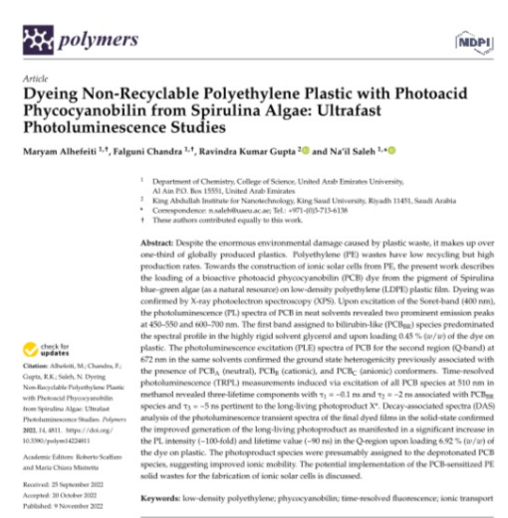 polymers
MDPI
Article
Dyeing Non-Recyclable Polyethylene Plastic with Photoacid
Phycocyanobilin from Spirulina Algae: Ultrafast
Photoluminescence Studies
Maryam Alhefeiti 1,†, Falguni Chandra 1,†, Ravindra Kumar Gupta 2 and Na'il Saleh 1,*
1 Department of Chemistry, College of Science, United Arab Emirates University,
Al Ain P.O. Box 15551, United Arab Emirates
2 King Abdullah Institute for Nanotechnology, King Saud University, Riyadh 11451, Saudi Arabia
* Correspondence: n.saleh@uaeu.ac.ae; Tel.: +971-(0)3-713-6138
† These authors contributed equally to this work.
Abstract: Despite the enormous environmental damage caused by plastic waste, it makes up over
one-third of globally produced plastics. Polyethylene (PE) wastes have low recycling but high
production rates. Towards the construction of ionic solar cells from PE, the present work describes
the loading of a bioactive photoacid phycocyanobilin (PCB) dye from the pigment of Spirulina
blue–green algae (as a natural resource) on low-density polyethylene (LDPE) plastic film. Dyeing was
confirmed by X-ray photoelectron spectroscopy (XPS). Upon excitation of the Soret-band (400 nm),
the photoluminescence (PL) spectra of PCB in neat solvents revealed two prominent emission peaks
at 450–550 and 600–700 nm. The first band assigned to bilirubin-like (PCBBR) species predominated
the spectral profile in the highly rigid solvent glycerol and upon loading 0.45 % (w/w) of the dye on
plastic. The photoluminescence excitation (PLE) spectra of PCB for the second region (Q-band) at
672 nm in the same solvents confirmed the ground state heterogeneity previously associated with
the presence of PCBA (neutral), PCBB (cationic), and PCBC (anionic) conformers. Time-resolved
photoluminescence (TRPL) measurements induced via excitation of all PCB species at 510 nm in
methanol revealed three-lifetime components with τ1 = ~0.1 ns and τ2 = ~2 ns associated with PCBBR
species and τ3 = ~5 ns pertinent to the long-living photoproduct X*. Decay-associated spectra (DAS)
analysis of the photoluminescence transient spectra of the final dyed films in the solid-state confirmed
the improved generation of the long-living photoproduct as manifested in a significant increase in
the PL intensity (~100-fold) and lifetime value (~90 ns) in the Q-region upon loading 6.92 % (w/w) of
the dye on plastic. The photoproduct species were presumably assigned to the deprotonated PCB
species, suggesting improved ionic mobility. The potential implementation of the PCB-sensitized PE
solid wastes for the fabrication of ionic solar cells is discussed.
Keywords: low-density polyethylene; phycocyanobilin; time-resolved fluorescence; ionic transport
check for
updates
Citation: Alhefeiti, M.; Chandra, F.;
Gupta, R.K.; Saleh, N. Dyeing
Non-Recyclable Polyethylene Plastic
with Photoacid Phycocyanobilin
from Spirulina Algae: Ultrafast
Photoluminescence Studies. Polymers
2022, 14, 4811. https://doi.org/
10.3390/polym14224811
Academic Editors: Roberto Scaffaro
and Maria Chiara Mistretta
Received: 25 September 2022
Accepted: 20 October 2022
Published: 9 November 2022